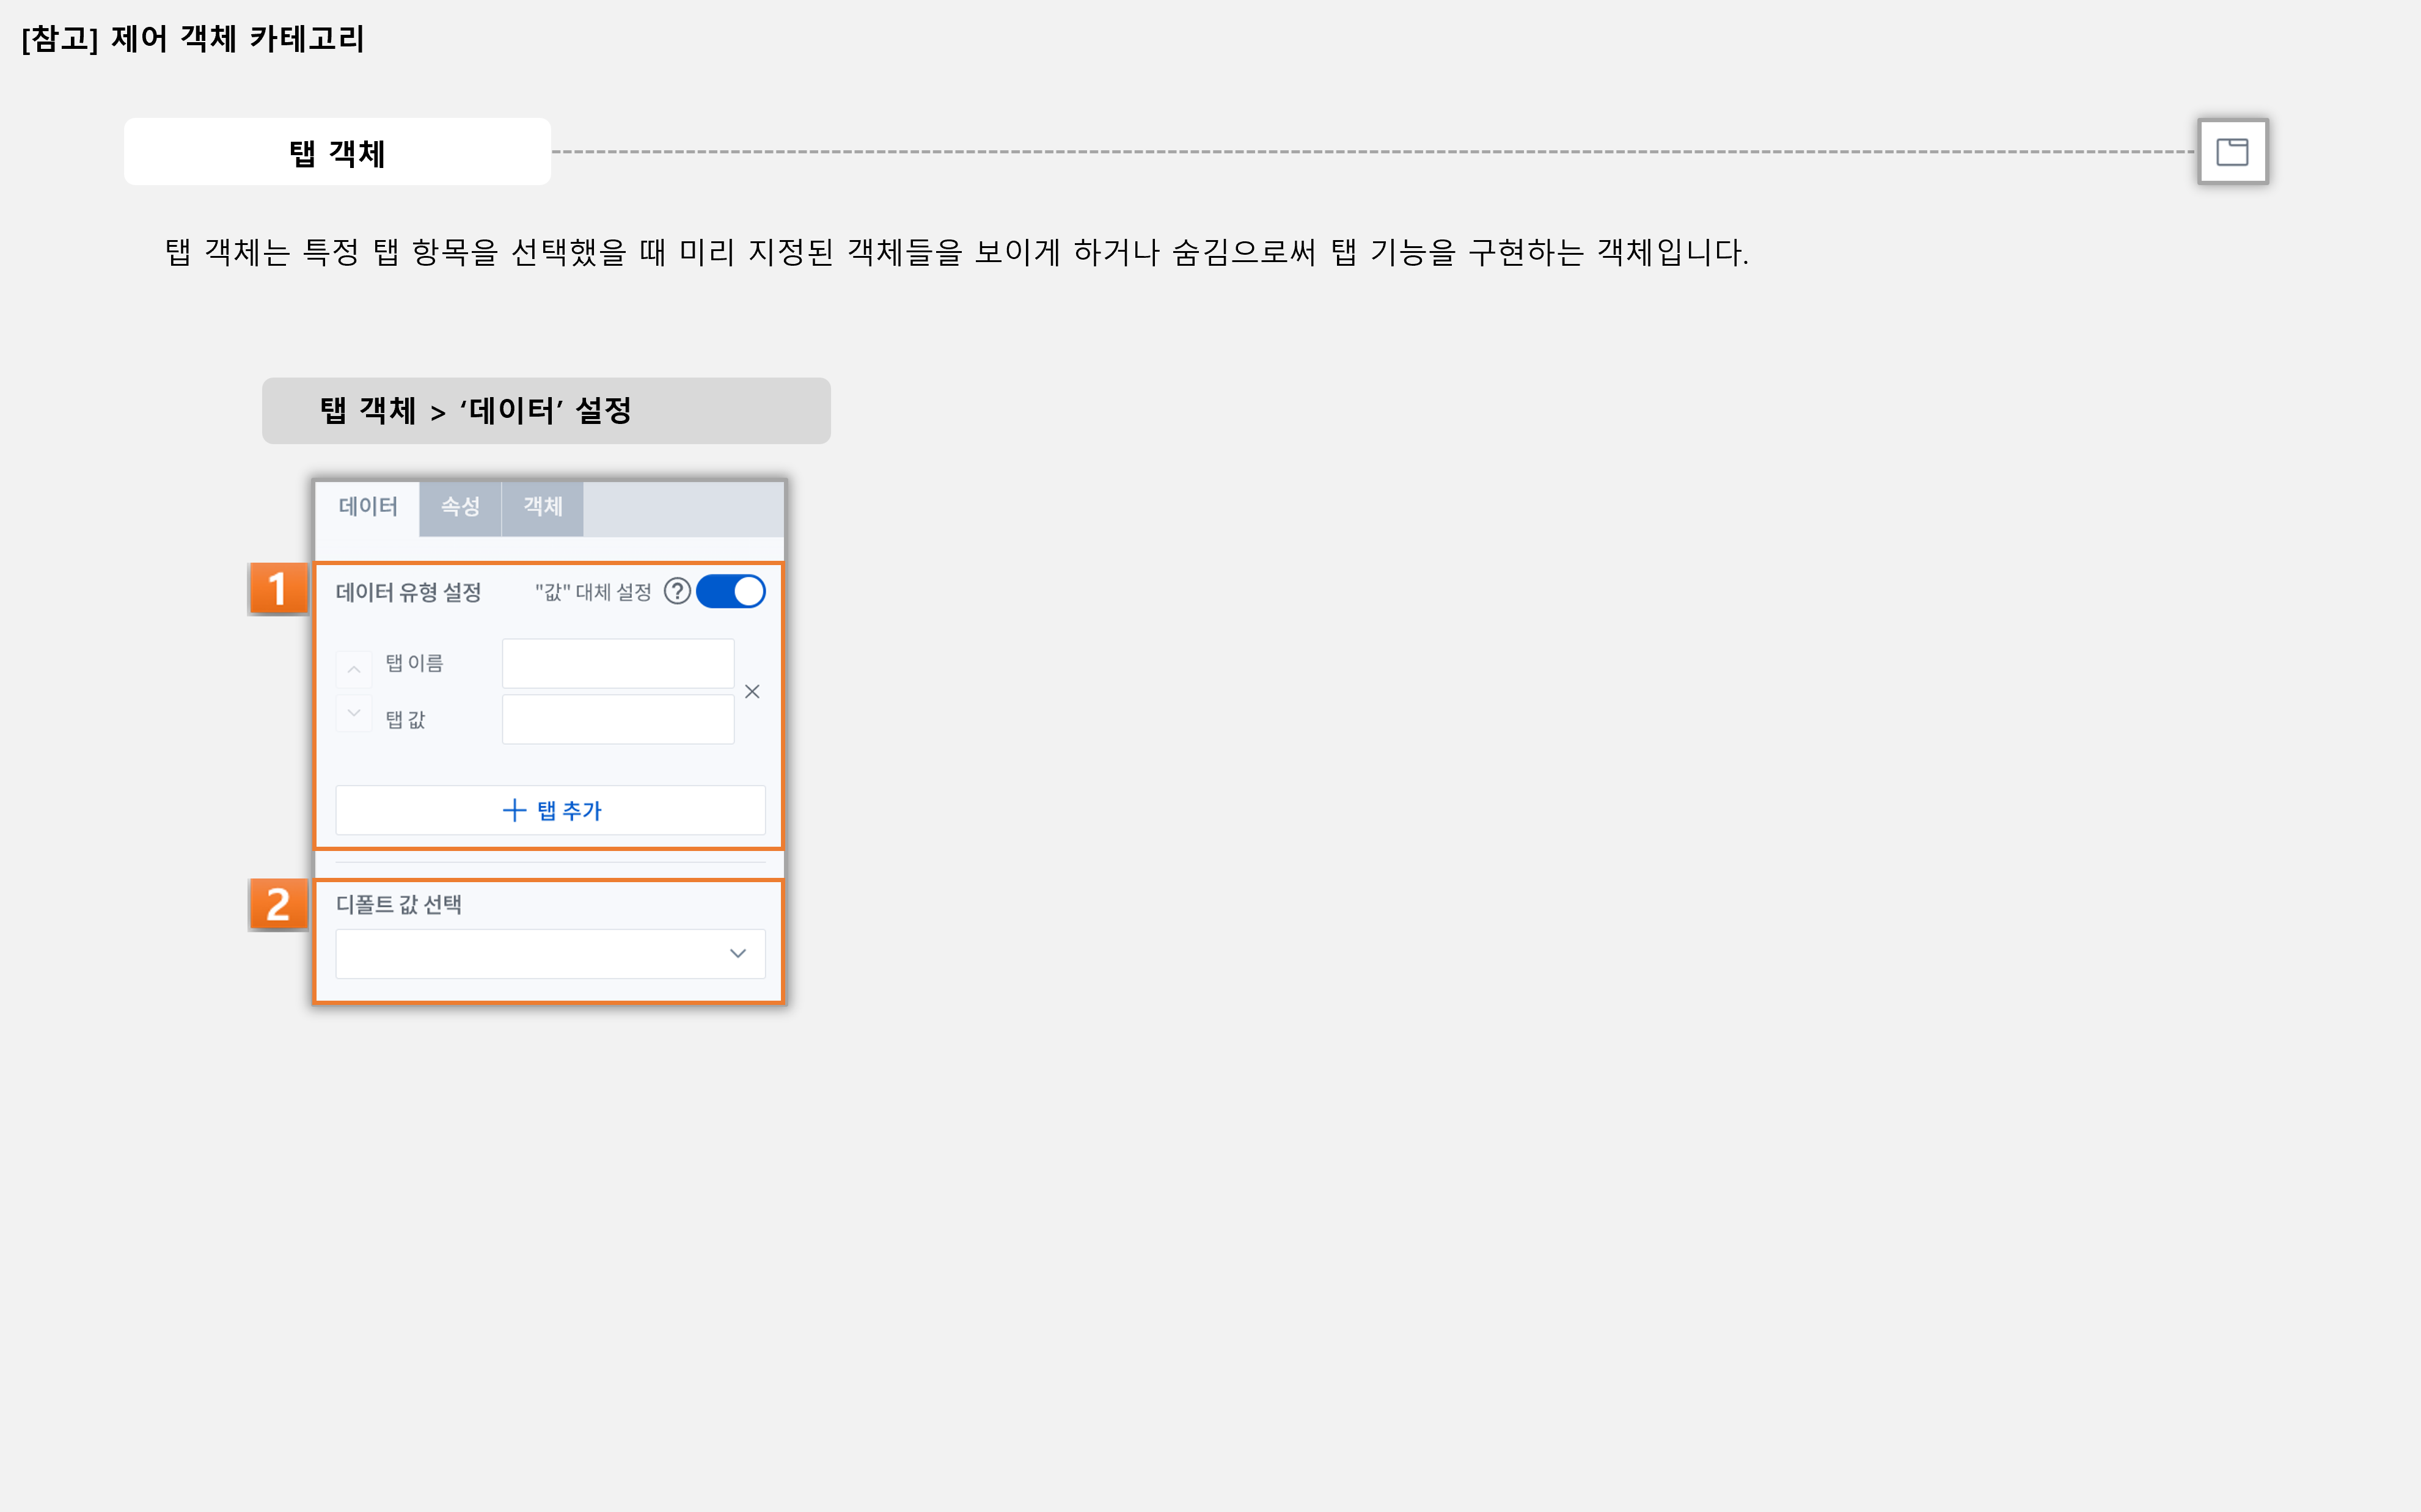 [참고] 제어 객체 카테고리
탭 객체
탭 객체는 특정 탭 항목을 선택했을 때 미리 지정된 객체들을 보이게 하거나 숨김으로써 탭 기능을 구현하는 객체입니다.
탭 객체 > ‘데이터’ 설정
데이터 속성 객체
1
데이터 유형 설정 "값" 대체 설정 ?
탭 이름
탭 값
+ 탭 추가
2
디폴트 값 선택